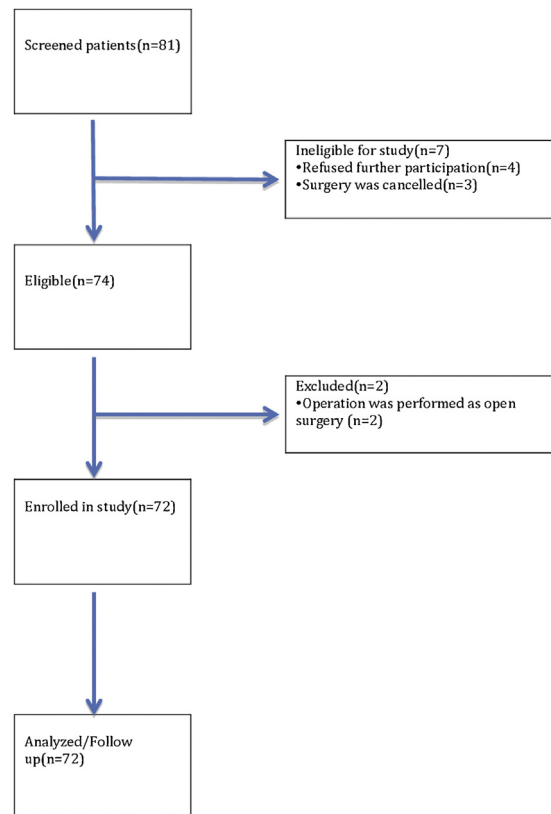 Screened patients(n=81)
Ineligible for study(n=7)
•Refused further participation(n=4)
•Surgery was cancelled(n=3)
Eligible(n=74)
Excluded(n=2)
•Operation was performed as open
surgery (n=2)
Enrolled in study(n=72)
Analyzed/Follow
up(n=72)